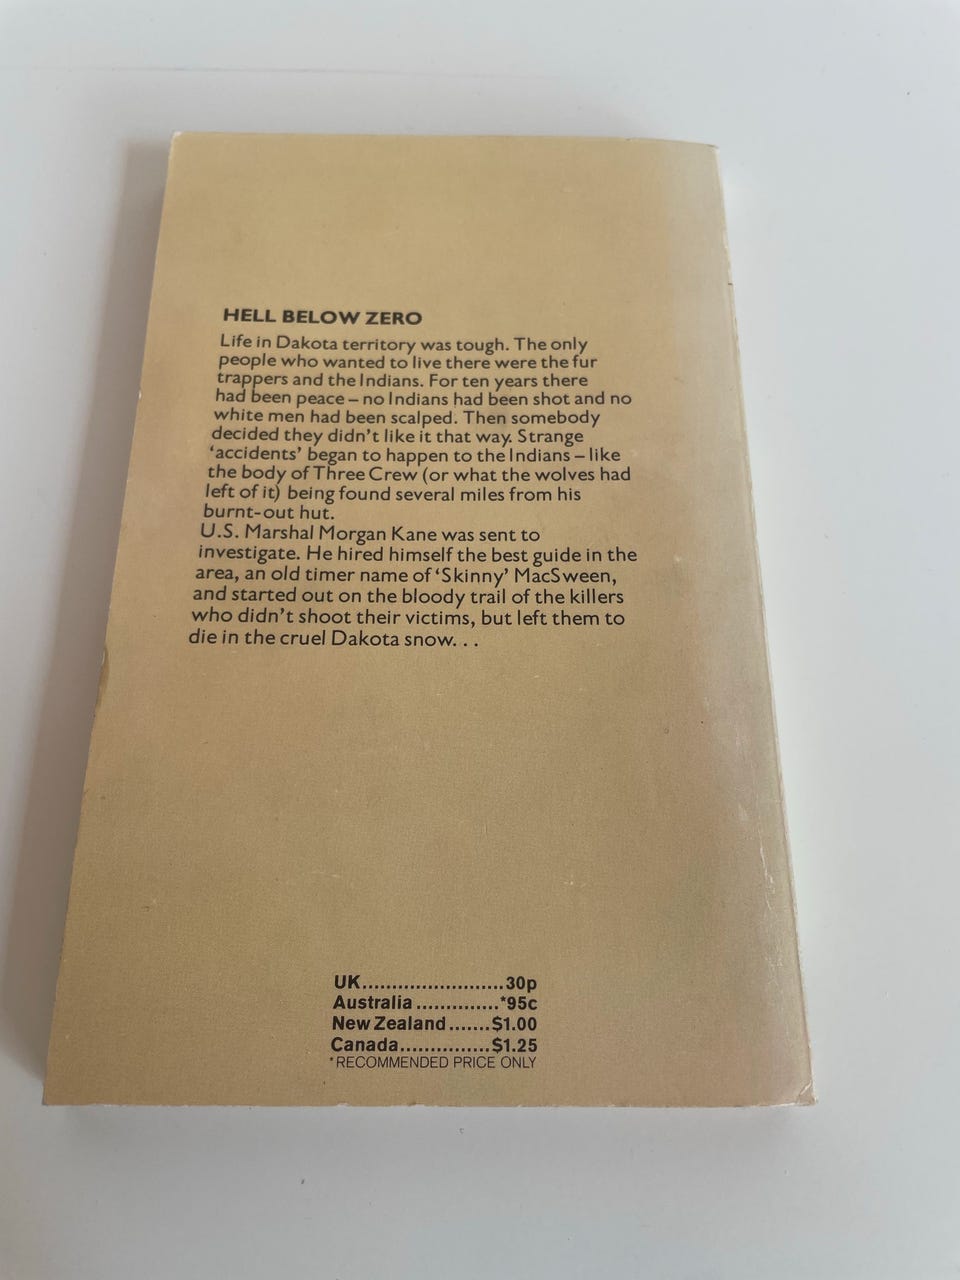 HELL BELOW ZERO
Life in Dakota territory was tough. The only
people who wanted to live there were the fur
trappers and the Indians. For ten years there
had been peace – no Indians had been shot and no
white men had been scalped. Then somebody
decided they didn't like it that way. Strange
‘accidents’ began to happen to the Indians – like
the body of Three Crew (or what the wolves had
left of it) being found several miles from his
burnt-out hut.
U.S. Marshal Morgan Kane was sent to
investigate. He hired himself the best guide in the
area, an old timer name of ‘Skinny’ MacSween,
and started out on the bloody trail of the killers
who didn't shoot their victims, but left them to
die in the cruel Dakota snow. . .
UK........................30p
Australia..............*95c
New Zealand.......$1.00
Canada...............$1.25
*RECOMMENDED PRICE ONLY